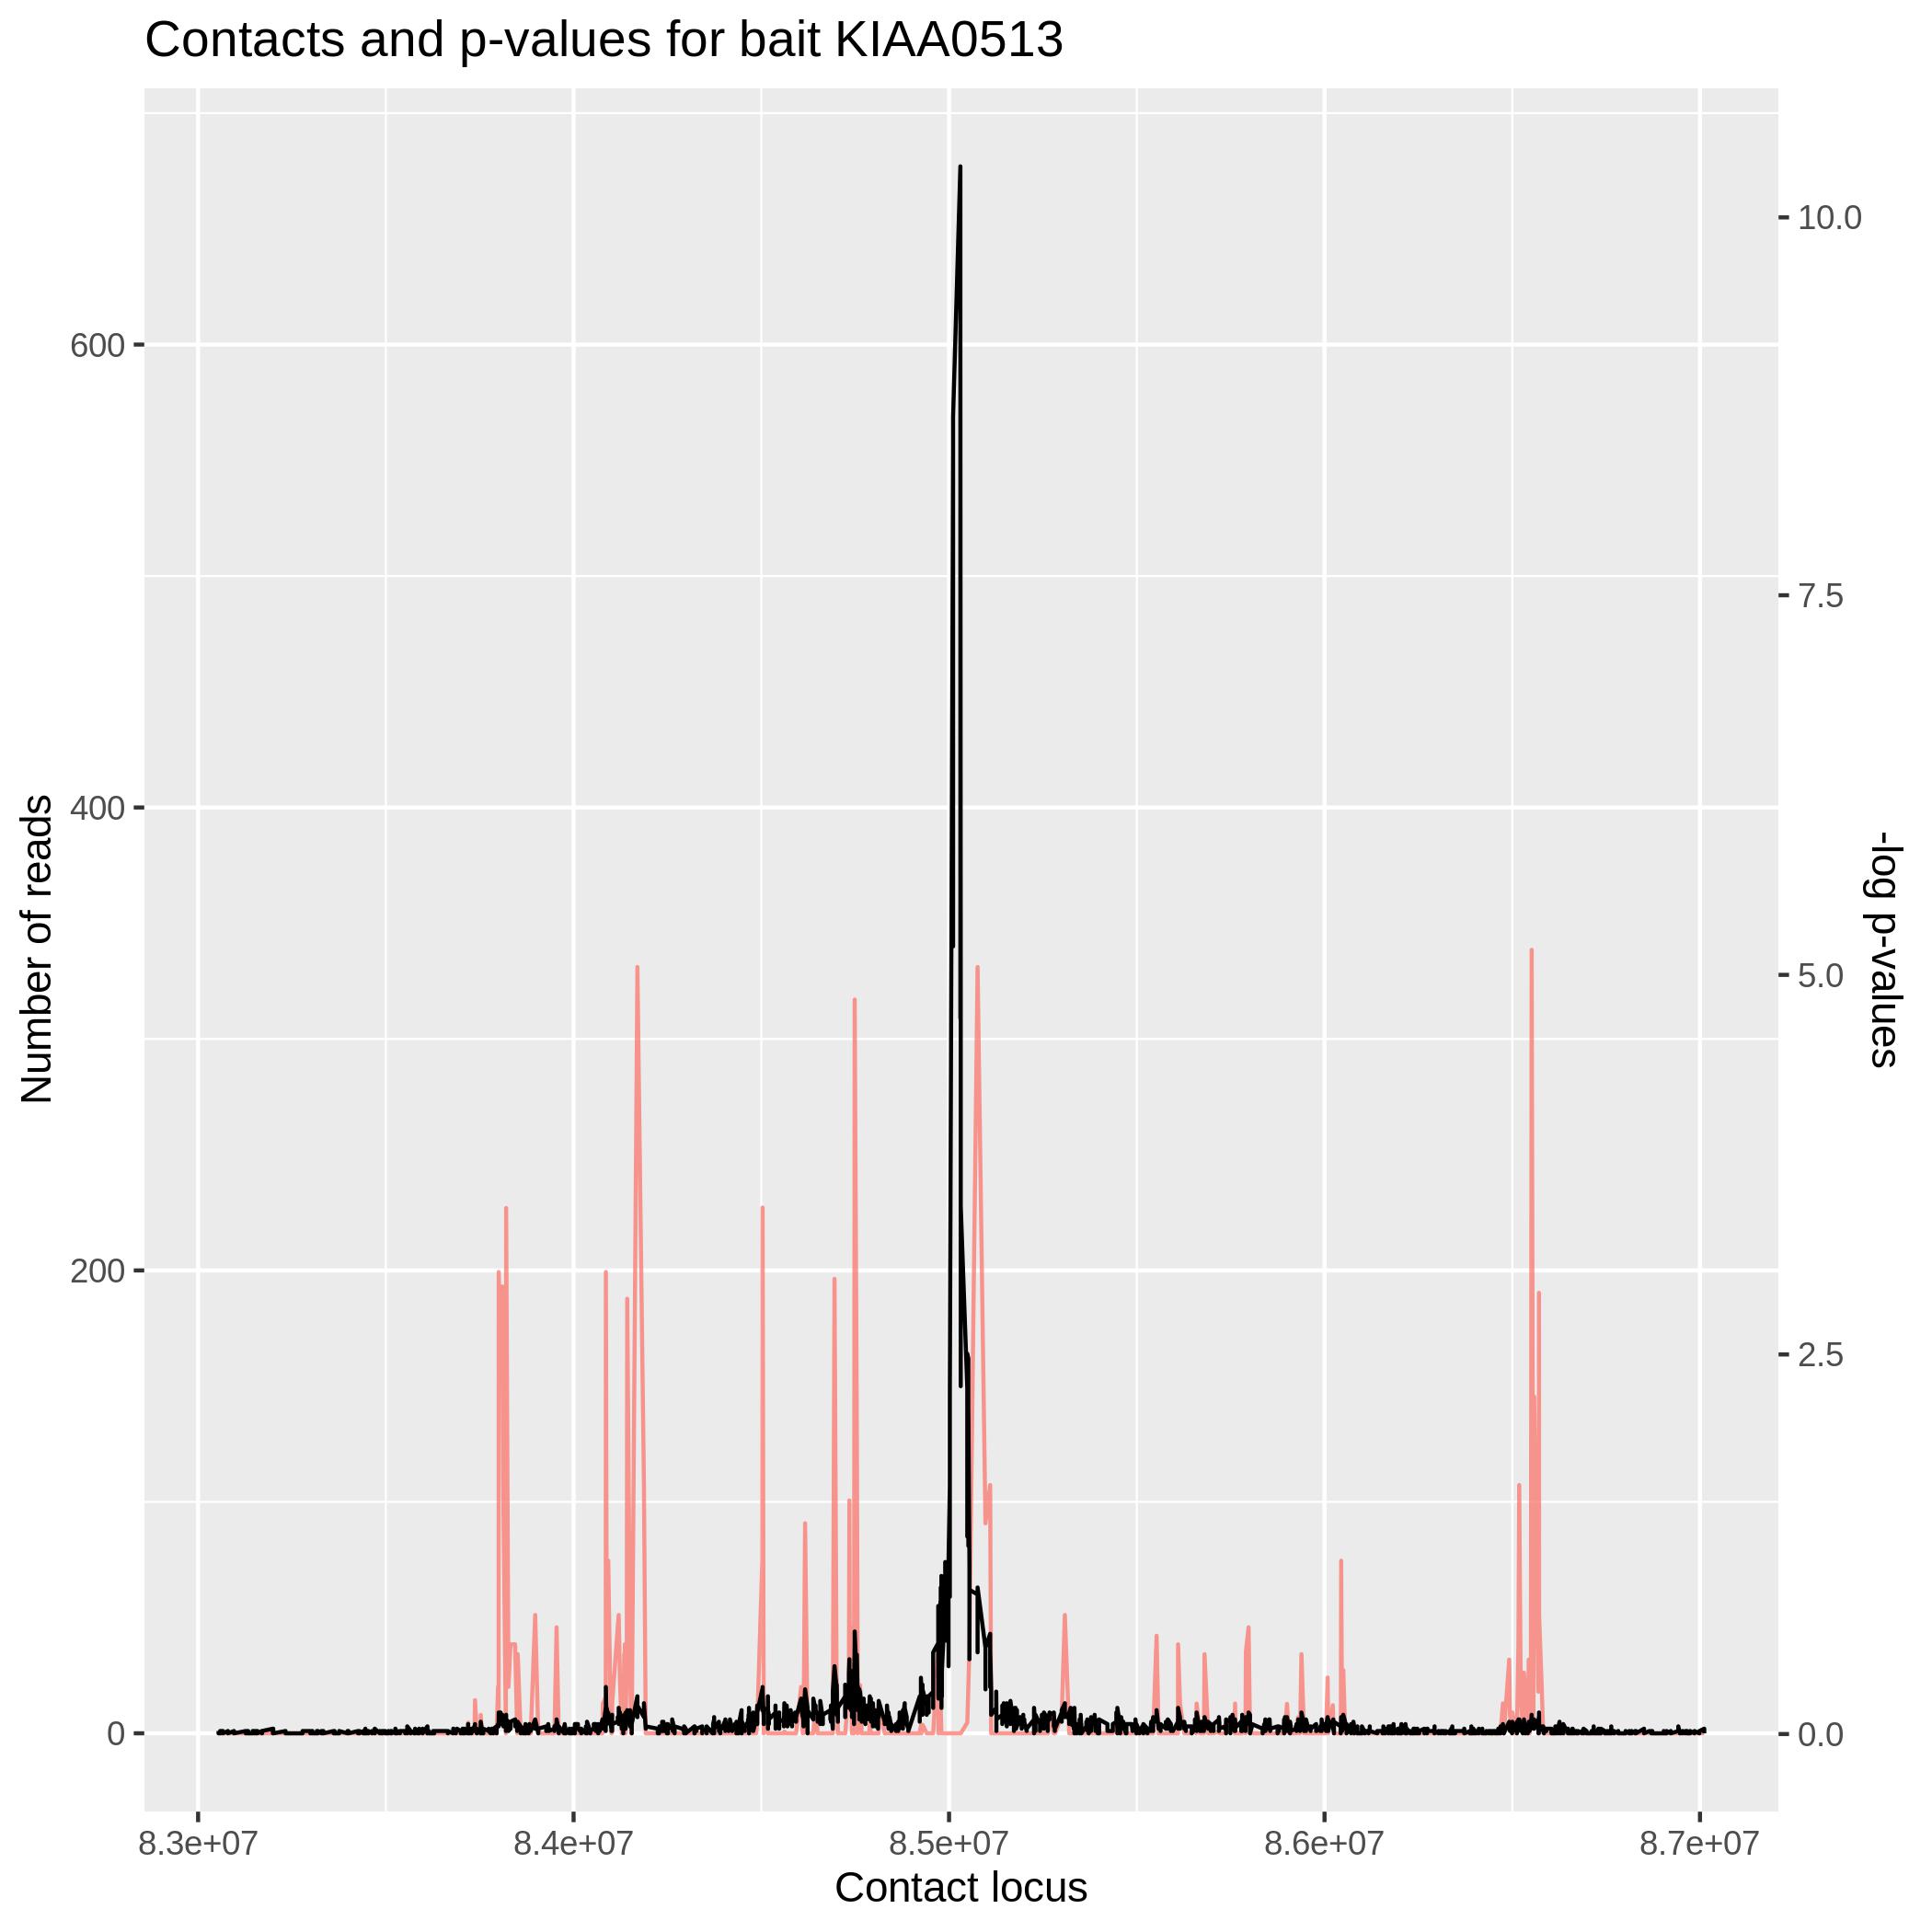 Contacts and p-values for bait KIAA0513
Number of reads
600
400
200
0
10.0
7.5
5.0
2.5
0.0
-log p-values
8.3e+07 8.4e+07 8.5e+07 8.6e+07 8.7e+07
Contact locus